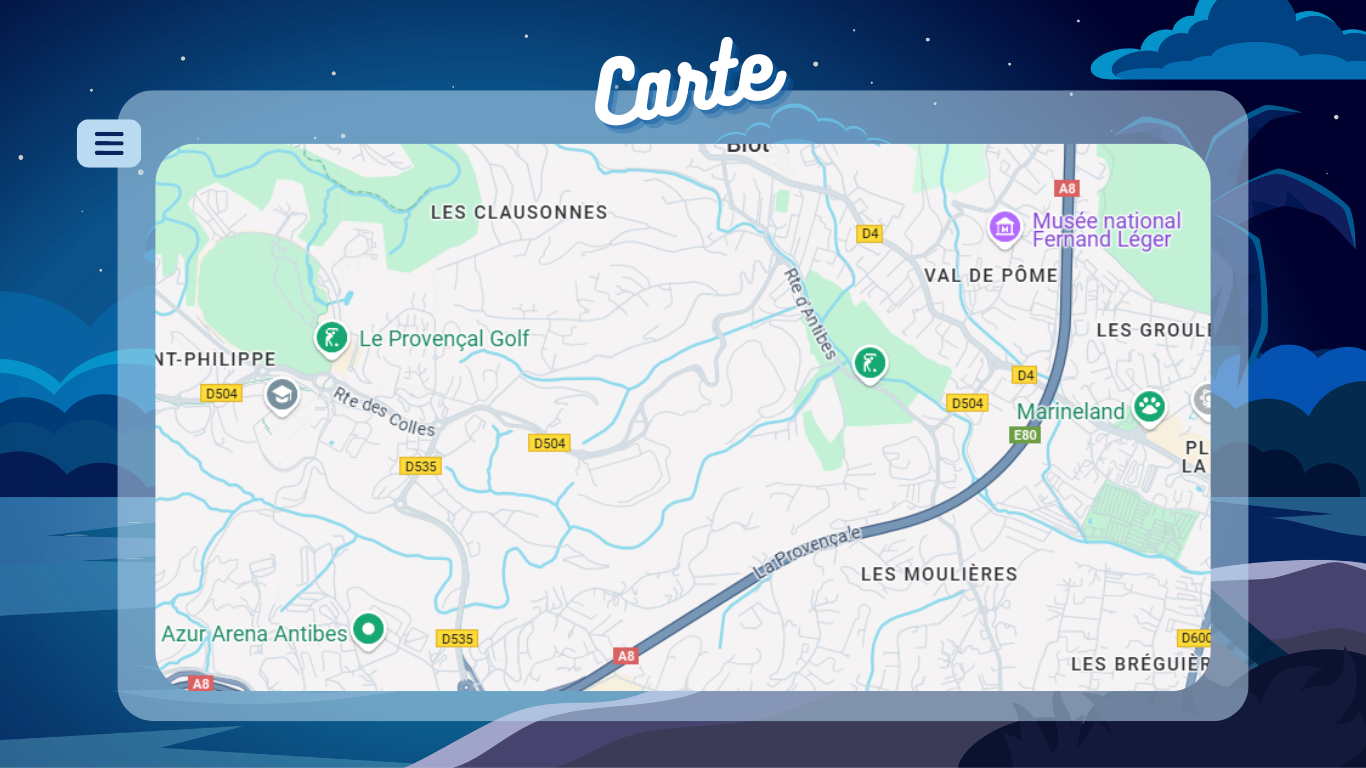 Carte
Biot
A8
LES CLAUSONNES
Musée national
Fernand Léger
D4
VAL DE PÔME
Rte d'Antibes
LES GROULE
Le Provençal Golf
NT-PHILIPPE
D4
D504
Rte des Colles
D504
Marineland
E80
D504
PL
LA
D535
La Provençale
LES MOULIÈRES
Azur Arena Antibes
D535
D600
A8
LES BRÉGUIÈR
A8